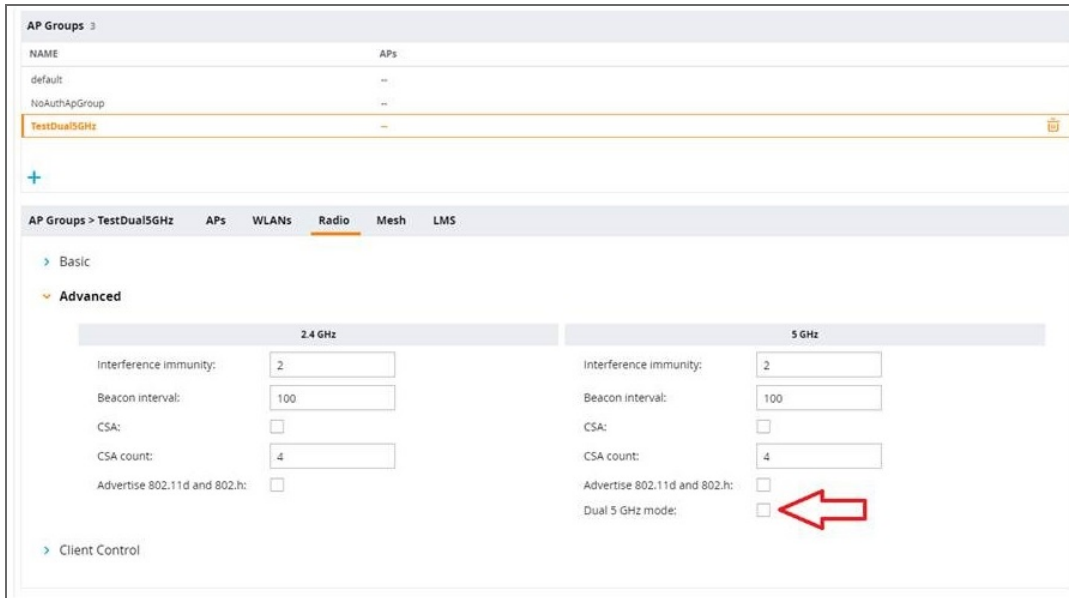 AP Groups 3
NAME APs
default --
NoAuthApGroup --
TestDual5GHz --
+
AP Groups > TestDual5GHz APs WLANs Radio Mesh LMS
> Basic
Advanced
2.4 GHz 5 GHz
Interference immunity: 2 Interference immunity: 2
Beacon interval: 100 Beacon interval: 100
CSA: CSA:
CSA count: 4 CSA count: 4
Advertise 802.11d and 802.h: Advertise 802.11d and 802.h:
Dual 5 GHz mode:
> Client Control